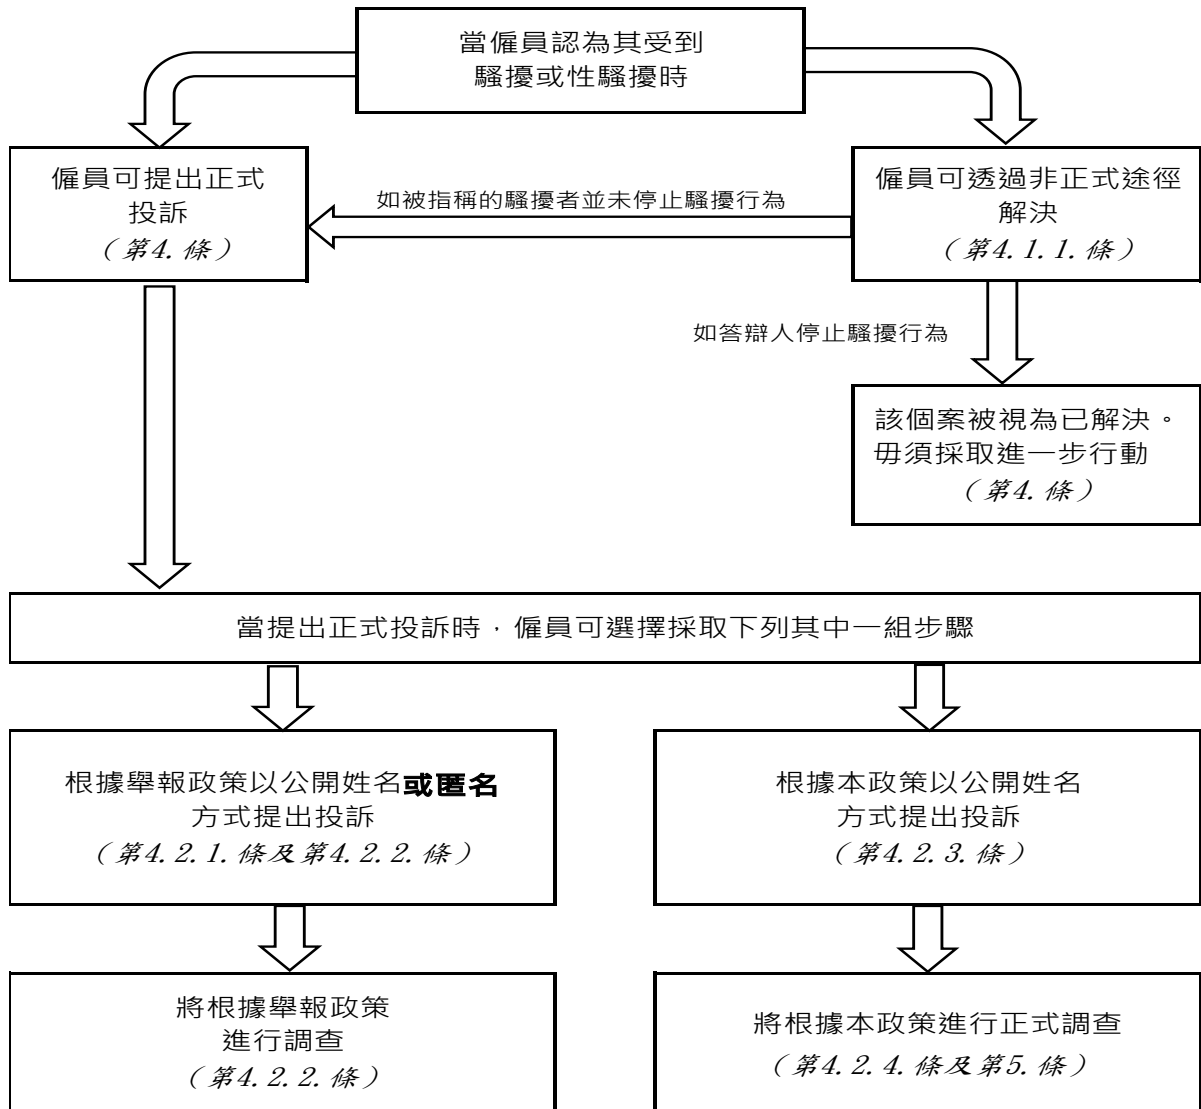 當僱員認為其受到
騷擾或性騷擾時
僱員可提出正式
投訴
（第4. 條）
如被指稱的騷擾者並未停止騷擾行為
僱員可透過非正式途徑
解決
（第4. 1. 1. 條）
如答辯人停止騷擾行為
該個案被視為已解決。
毋須採取進一步行動
（第4. 條）
當提出正式投訴時，僱員可選擇採取下列其中一組步驟
根據舉報政策以公開姓名或匿名
方式提出投訴
（第4. 2. 1. 條及第4. 2. 2. 條）
根據本政策以公開姓名
方式提出投訴
（第4. 2. 3. 條）
將根據舉報政策
進行調查
（第4. 2. 2. 條）
將根據本政策進行正式調查
（第4. 2. 4. 條及第5. 條）